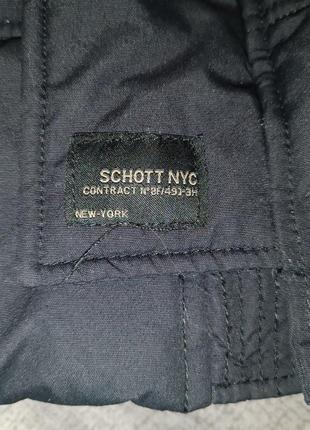 SCHOTT NYC
CONTRACT N°8F/491-3H
NEW-YORK